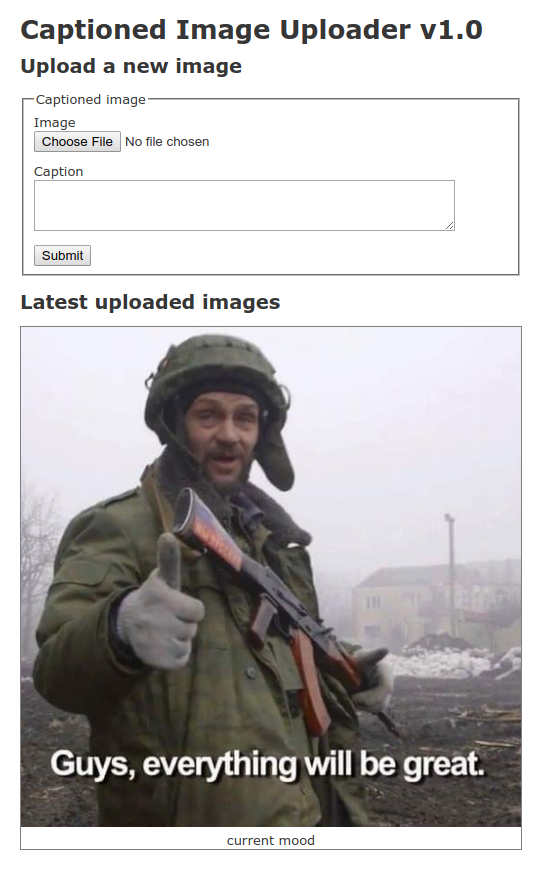 Captioned Image Uploader v1.0
Upload a new image
Captioned image
Image
Choose File No file chosen
Caption
Submit
Latest uploaded images
Guys, everything will be great.
current mood